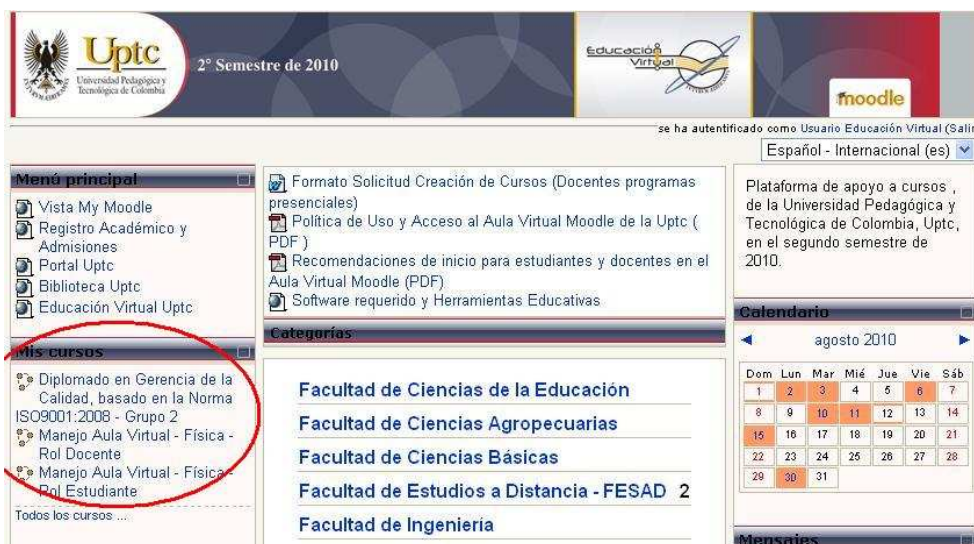 Uptc
Universidad Pedagógica y
Tecnológica de Colombia
2° Semestre de 2010
Educación
Virtual
moodle
se ha autentificado como Usuario Educación Virtual (Sali
Español - Internacional (es)
Menú principal
Vista My Moodle
Registro Académico y
Admisiones
Portal Uptc
Biblioteca Uptc
Educación Virtual Uptc
Mis cursos
Diplomado en Gerencia de la
Calidad, basado en la Norma
ISO9001:2008 - Grupo 2
Manejo Aula Virtual - Física -
Rol Docente
Manejo Aula Virtual - Física -
Rol Estudiante
Todos los cursos ...
Formato Solicitud Creación de Cursos (Docentes programas
presenciales)
Política de Uso y Acceso al Aula Virtual Moodle de la Uptc (
PDF )
Recomendaciones de inicio para estudiantes y docentes en el
Aula Virtual Moodle (PDF)
Software requerido y Herramientas Educativas
Categorías
Facultad de Ciencias de la Educación
Facultad de Ciencias Agropecuarias
Facultad de Ciencias Básicas
Facultad de Estudios a Distancia - FESAD 2
Facultad de Ingeniería
Plataforma de apoyo a cursos ,
de la Universidad Pedagógica y
Tecnológica de Colombia, Uptc,
en el segundo semestre de
2010.
Calendario
agosto 2010
Dom Lun Mar Mié Jue Vie Sáb
1 2 3 4 5 6 7
8 9 10 11 12 13 14
15 16 17 18 19 20 21
22 23 24 25 26 27 28
29 30 31
Mensajes